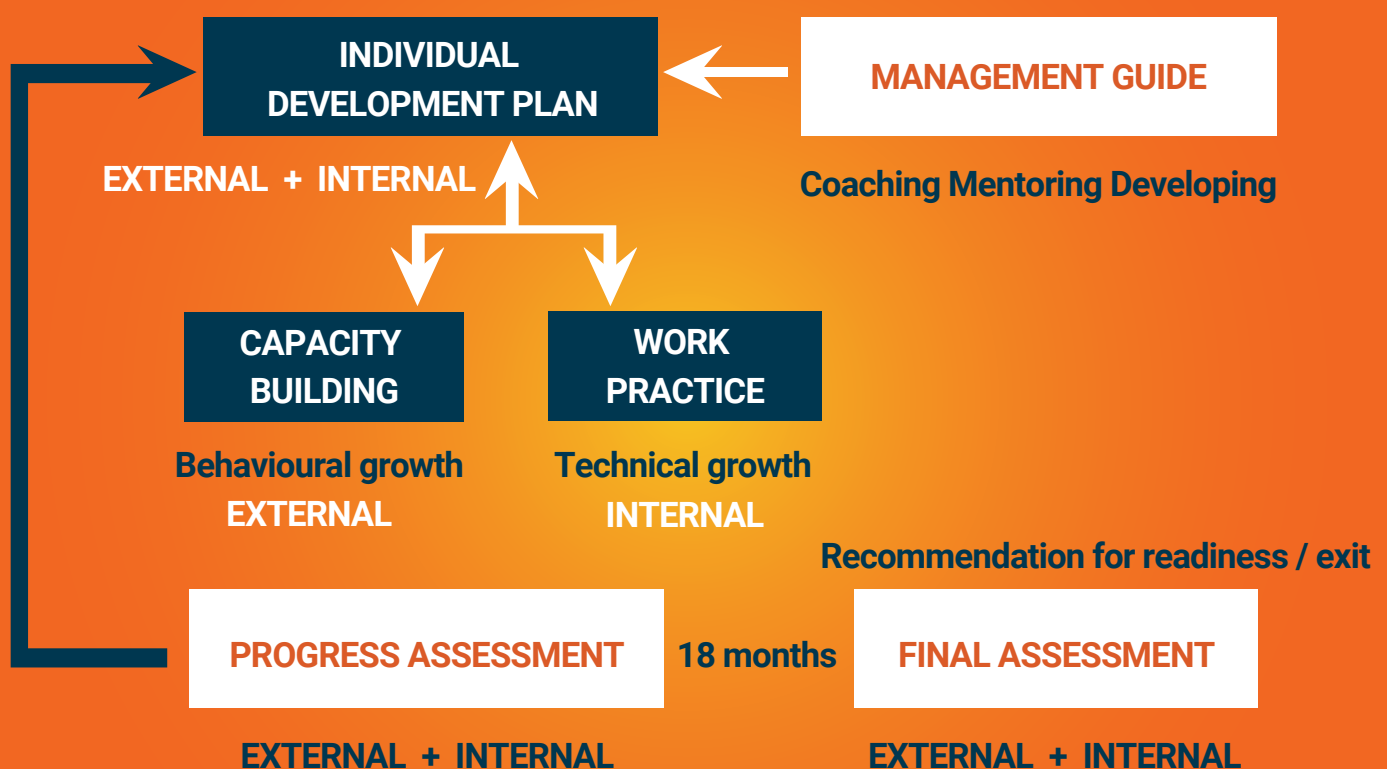 INDIVIDUAL
DEVELOPMENT PLAN
MANAGEMENT GUIDE
EXTERNAL + INTERNAL
Coaching Mentoring Developing
CAPACITY
BUILDING
WORK
PRACTICE
Behavioural growth
EXTERNAL
Technical growth
INTERNAL
Recommendation for readiness / exit
PROGRESS ASSESSMENT
18 months
FINAL ASSESSMENT
EXTERNAL + INTERNAL
EXTERNAL + INTERNAL